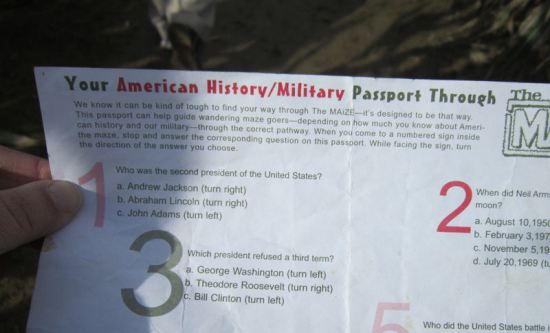 Your American History/Military Passport Through The
We know it can be kind of tough to find your way through The MAiZE—it's designed to be that way.
This passport can help guide wandering maze goers—depending on how much you know about Ameri-
can history and our military—through the correct pathway. When you come to a numbered sign inside
the maze, stop and answer the corresponding question on this passport. While facing the sign, turn
the direction of the answer you choose.
1
Who was the second president of the United States?
a. Andrew Jackson (turn right)
b. Abraham Lincoln (turn right)
c. John Adams (turn left)
2
When did Neil Arms
moon?
a. August 10,1950
b. February 3,197
c. November 5,19
d. July 20,1969 (tu
3
Which president refused a third term?
a. George Washington (turn left)
b. Theodore Roosevelt (turn right)
c. Bill Clinton (turn left)
5
Who did the United States battle i